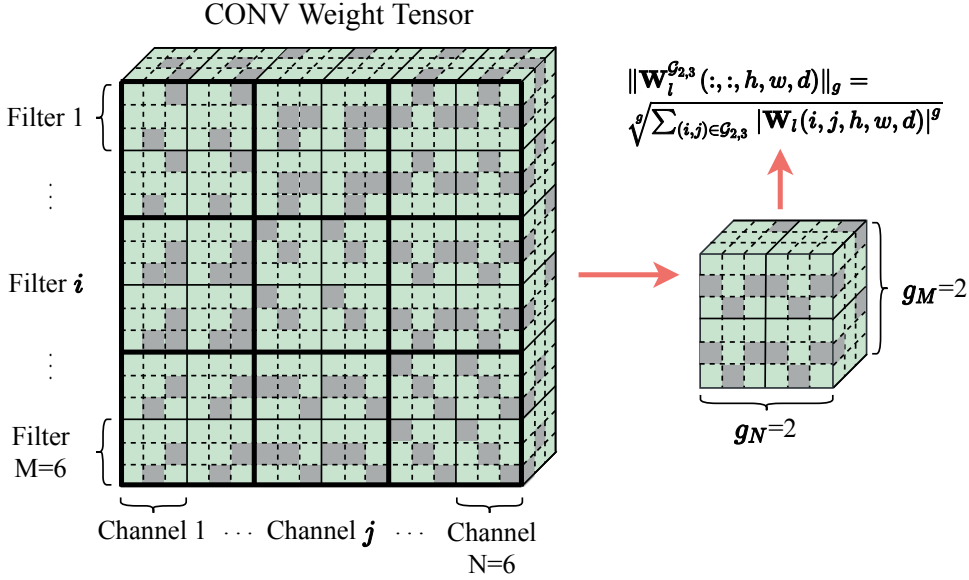 CONV Weight Tensor
Filter 1
⋮
Filter i
⋮
Filter
M=6
Channel 1 ··· Channel j ··· Channel
N=6
‖W_l^{𝒢_{2,3}}(:,:,h,w,d)‖_g =
\sqrt[g]{∑_{(i,j)∈𝒢_{2,3}} |W_l(i,j,h,w,d)|^g}
g_M=2
g_N=2